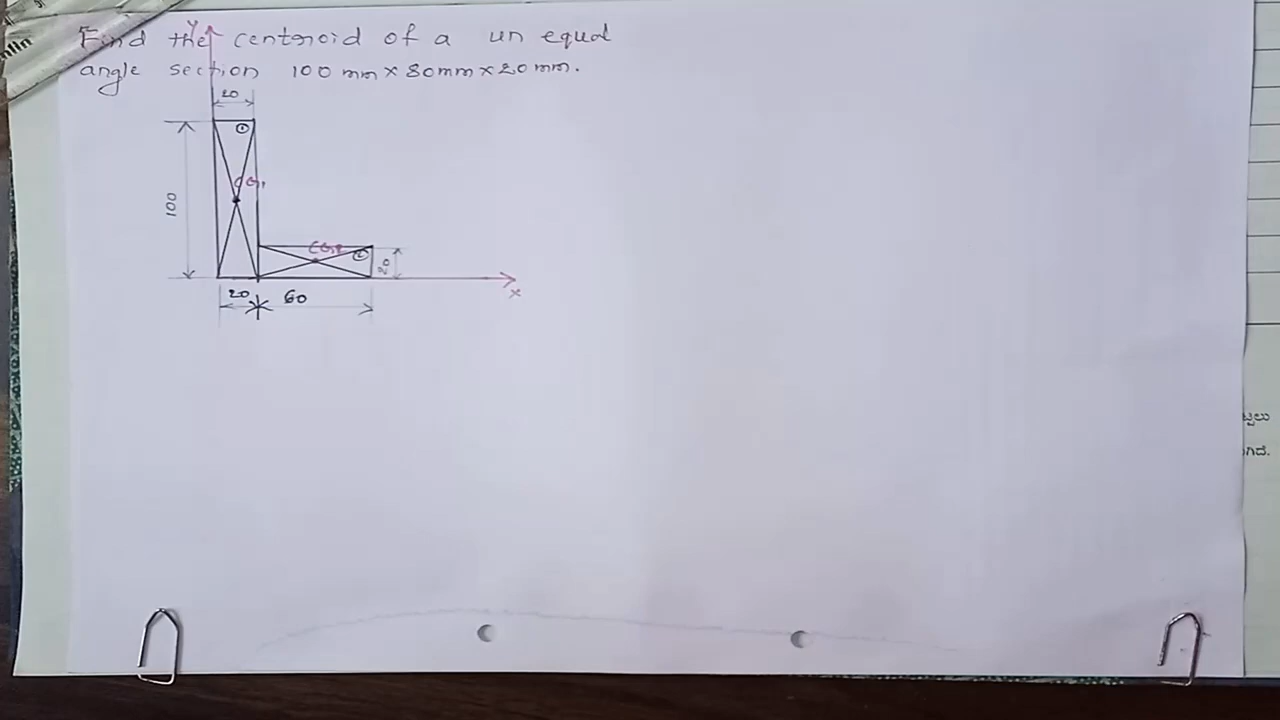 Y
Find the centroid of a un equal
angle section 100 mm × 80mm × 20 mm.
20
①
CG₁
100
CG₂
②
20
20 60
x